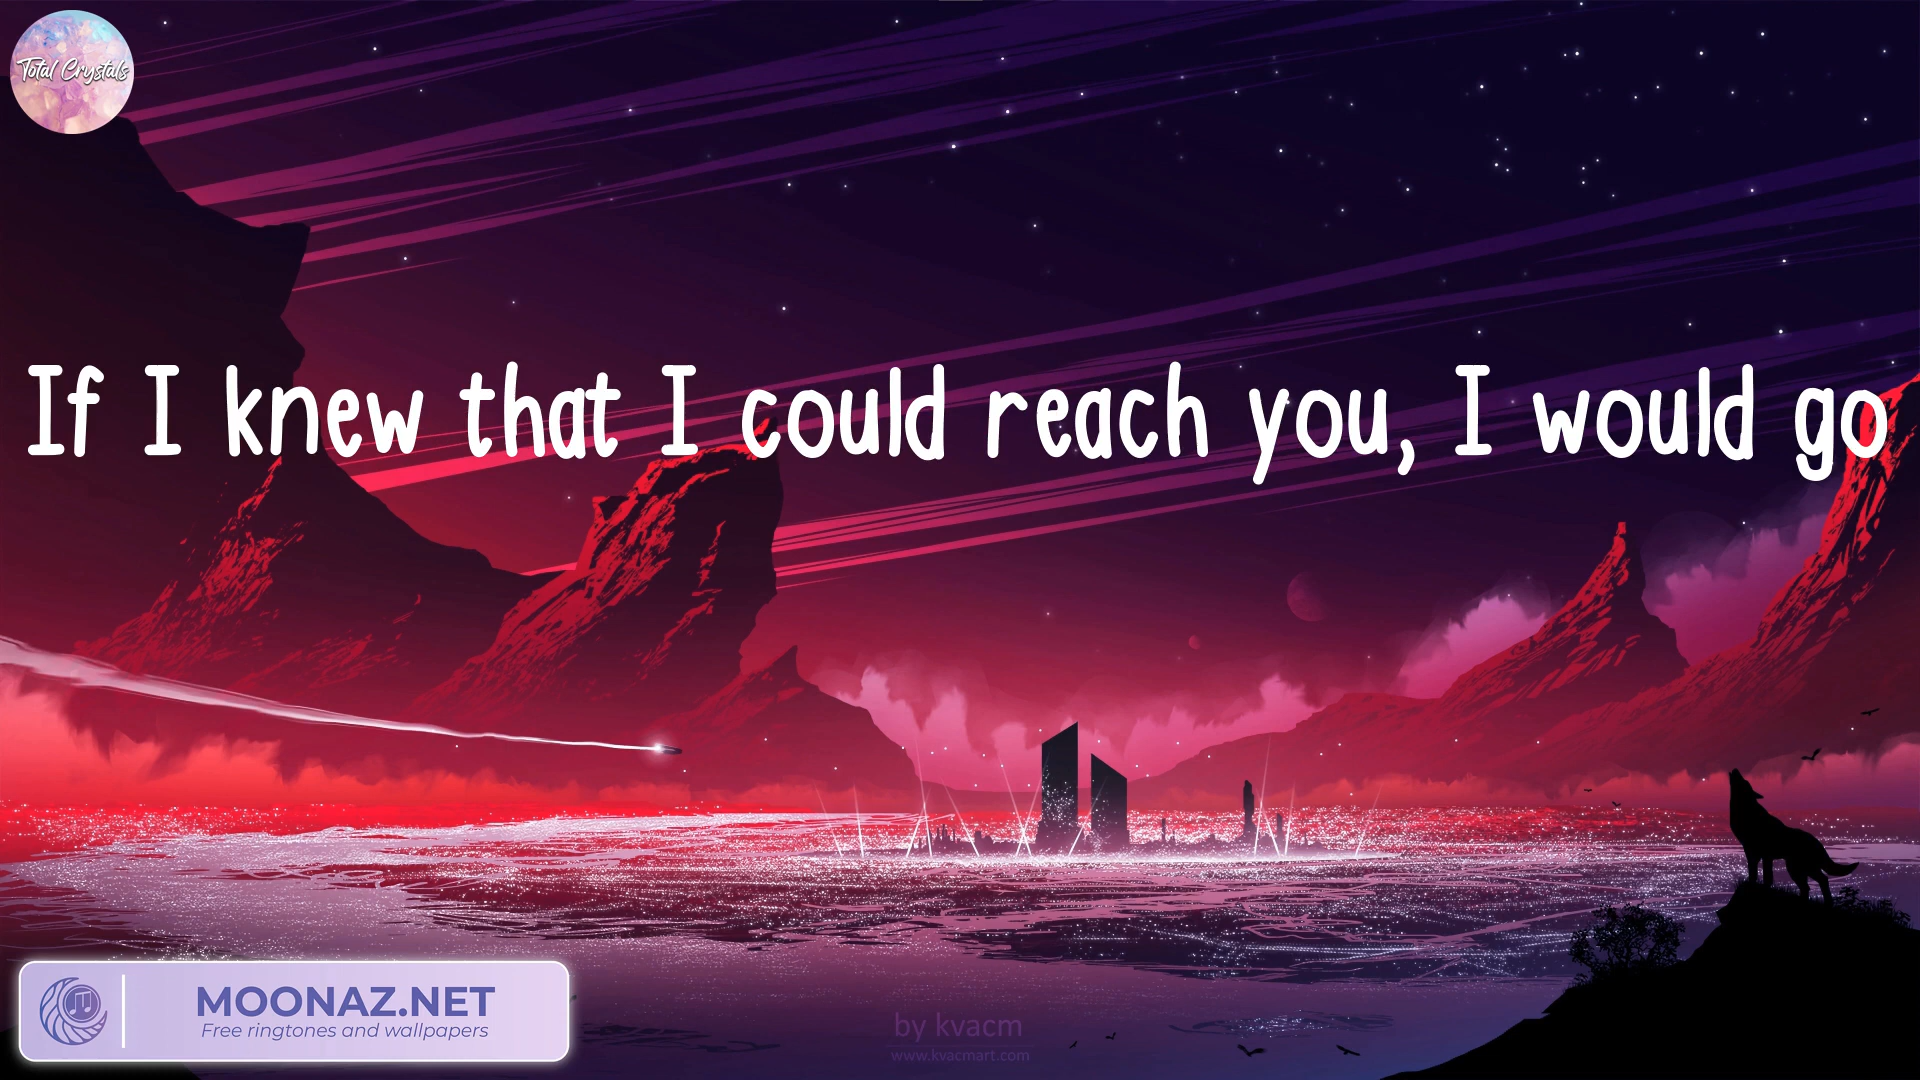 Total Crystals
If I knew that I could reach you, I would go
MOONAZ.NET
Free ringtones and wallpapers
by kvacm
www.kvacmart.com